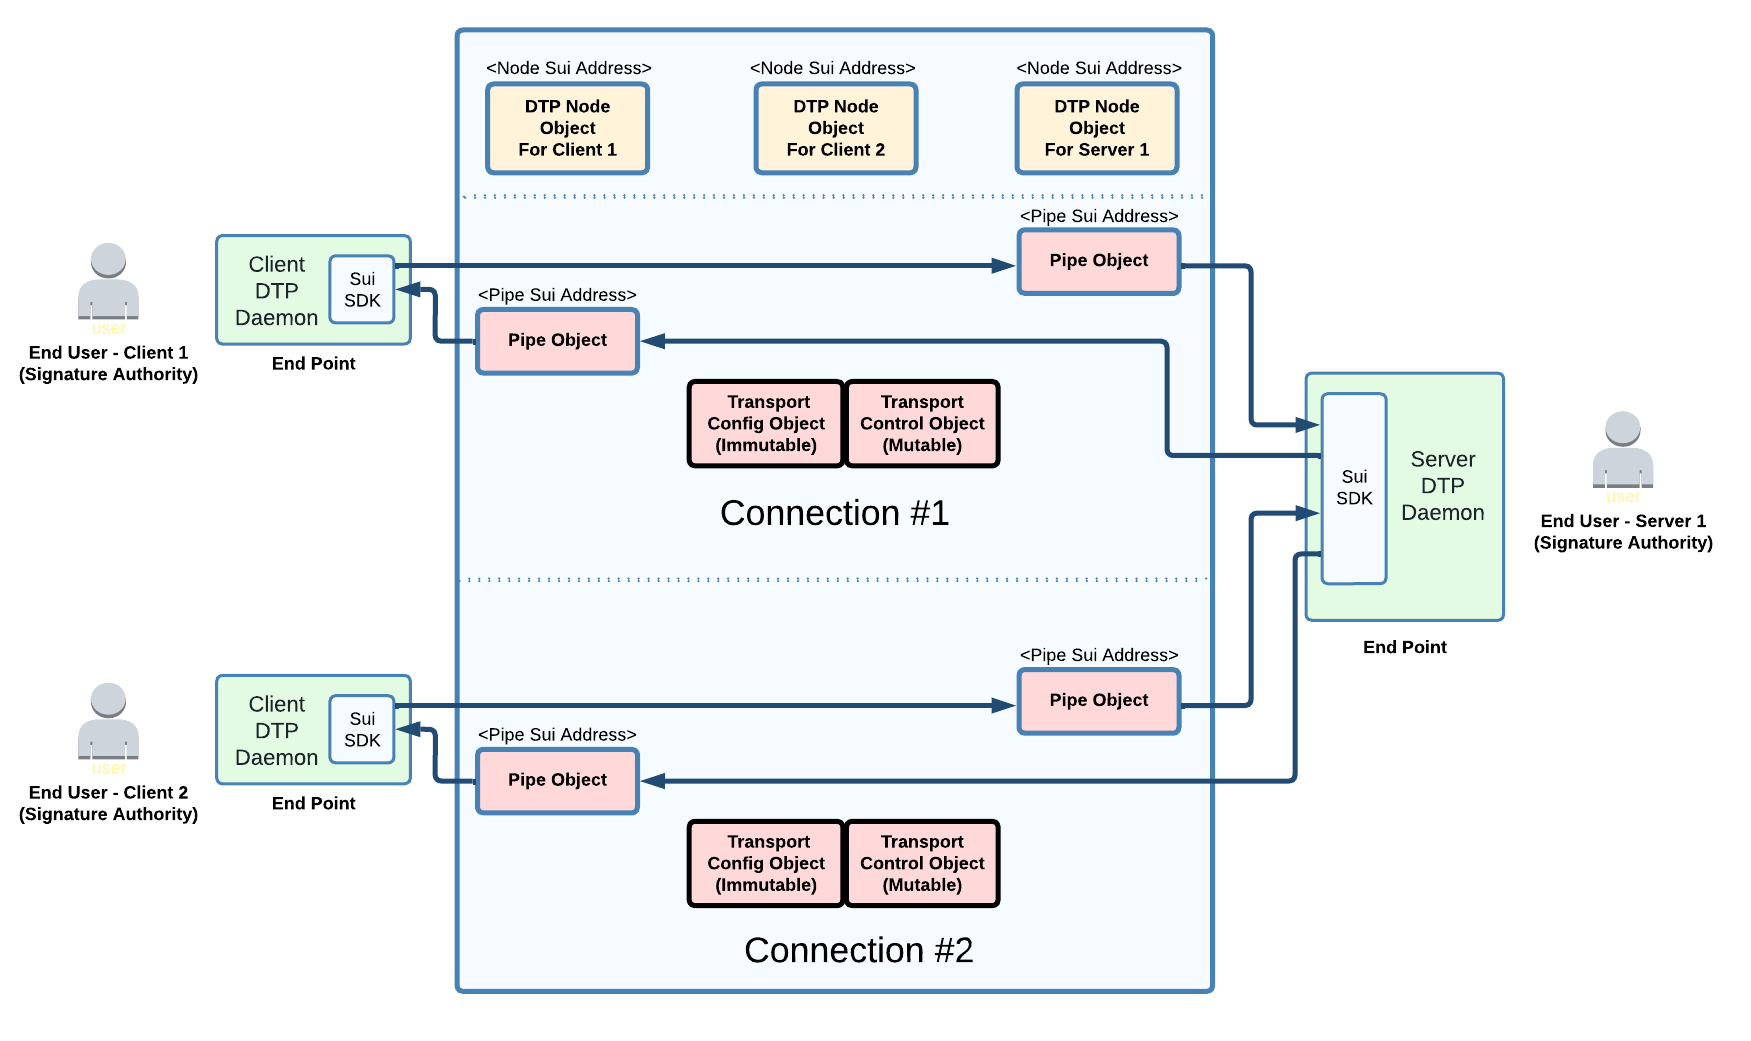 <Node Sui Address>
<Node Sui Address>
<Node Sui Address>
DTP Node
Object
For Client 1
DTP Node
Object
For Client 2
DTP Node
Object
For Server 1
<Pipe Sui Address>
Pipe Object
user
End User - Client 1
(Signature Authority)
Client
DTP
Daemon
Sui
SDK
End Point
<Pipe Sui Address>
Pipe Object
Transport
Config Object
(Immutable)
Transport
Control Object
(Mutable)
Connection #1
Sui
SDK
Server
DTP
Daemon
End Point
user
End User - Server 1
(Signature Authority)
<Pipe Sui Address>
Pipe Object
user
End User - Client 2
(Signature Authority)
Client
DTP
Daemon
Sui
SDK
End Point
<Pipe Sui Address>
Pipe Object
Transport
Config Object
(Immutable)
Transport
Control Object
(Mutable)
Connection #2